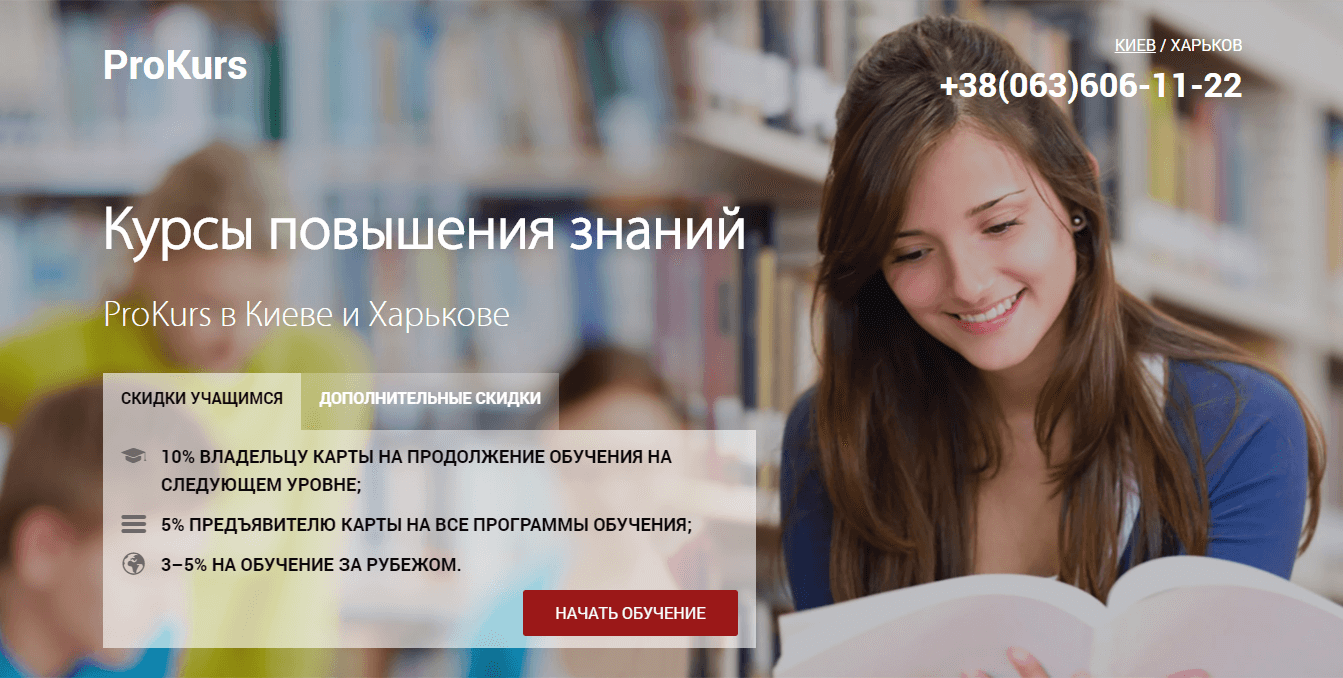 ProKurs
КИЕВ / ХАРЬКОВ
+38(063)606-11-22
Курсы повышения знаний
ProKurs в Киеве и Харькове
СКИДКИ УЧАЩИМСЯ
ДОПОЛНИТЕЛЬНЫЕ СКИДКИ
10% ВЛАДЕЛЬЦУ КАРТЫ НА ПРОДОЛЖЕНИЕ ОБУЧЕНИЯ НА
СЛЕДУЮЩЕМ УРОВНЕ;
5% ПРЕДЪЯВИТЕЛЮ КАРТЫ НА ВСЕ ПРОГРАММЫ ОБУЧЕНИЯ;
3–5% НА ОБУЧЕНИЕ ЗА РУБЕЖОМ.
НАЧАТЬ ОБУЧЕНИЕ